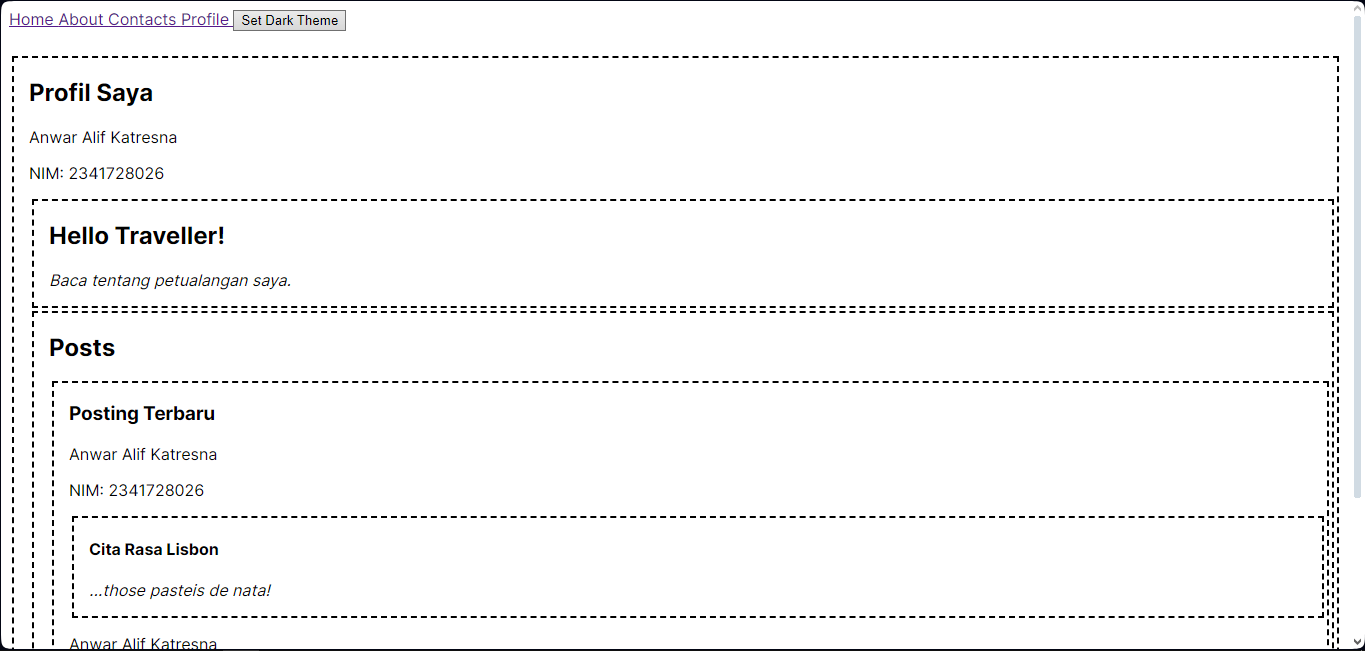 Home About Contacts Profile Set Dark Theme
Profil Saya
Anwar Alif Katresna
NIM: 2341728026
Hello Traveller!
Baca tentang petualangan saya.
Posts
Posting Terbaru
Anwar Alif Katresna
NIM: 2341728026
Cita Rasa Lisbon
...those pasteis de nata!
Anwar Alif Katresna